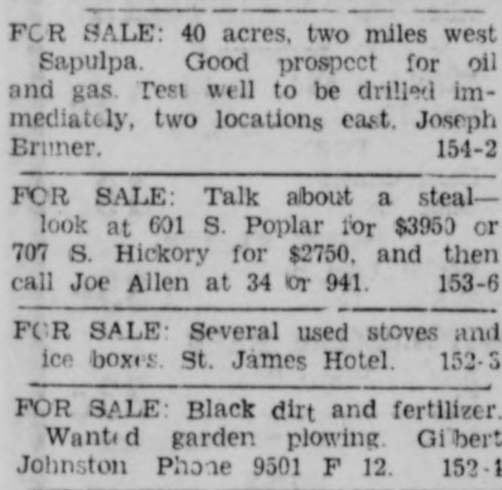 FOR SALE: 40 acres, two miles west
Sapulpa. Good prospect for oil
and gas. Test well to be drilled im-
mediately, two locations east. Joseph
Bruner. 154-2
FOR SALE: Talk about a steal—
look at 601 S. Poplar for $3950 or
707 S. Hickory for $2750, and then
call Joe Allen at 34 or 941. 153-6
FOR SALE: Several used stoves and
ice boxes. St. James Hotel. 152-3
FOR SALE: Black dirt and fertilizer.
Wanted garden plowing. Gilbert
Johnston Phone 9501 F 12. 152-4